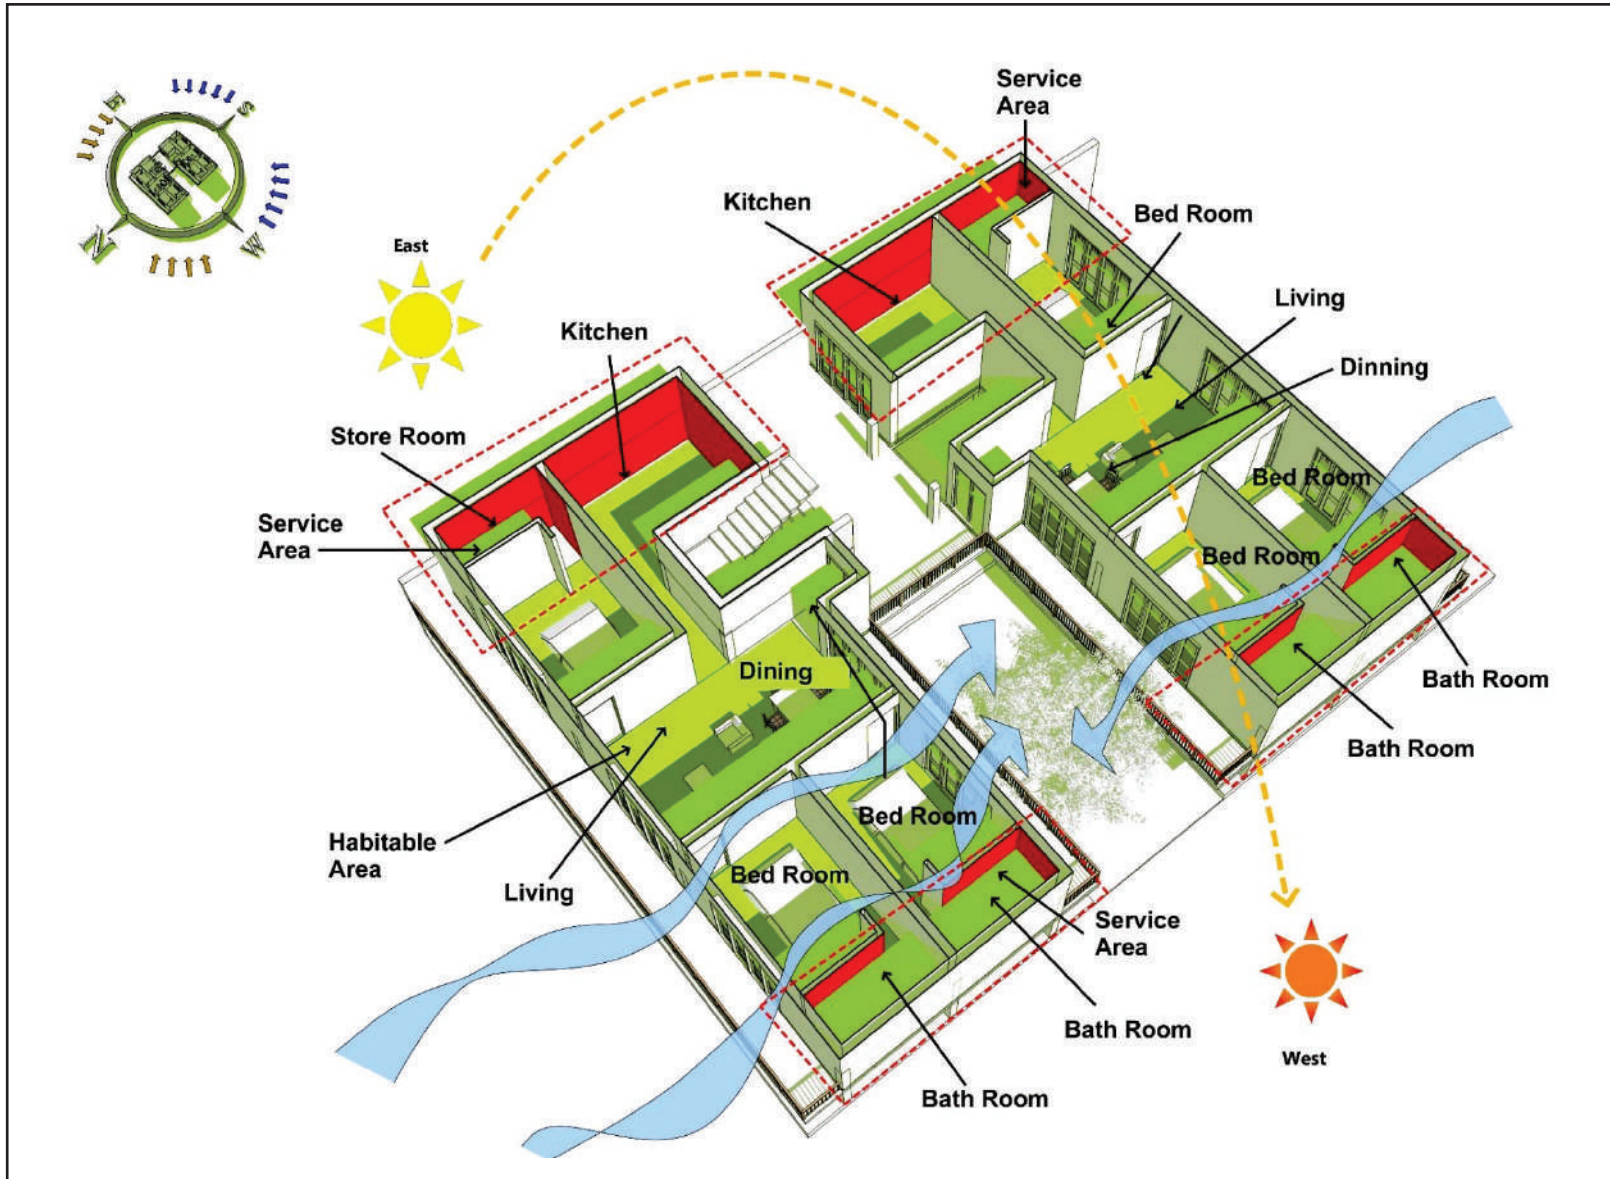 E
S
N
W
East
Service
Area
Kitchen
Bed Room
Living
Kitchen
Dinning
Store Room
Service
Area
Bed Room
Bed Room
Dining
Bath Room
Bath Room
Bed Room
Habitable
Area
Bed Room
Living
Service
Area
Bath Room
West
Bath Room